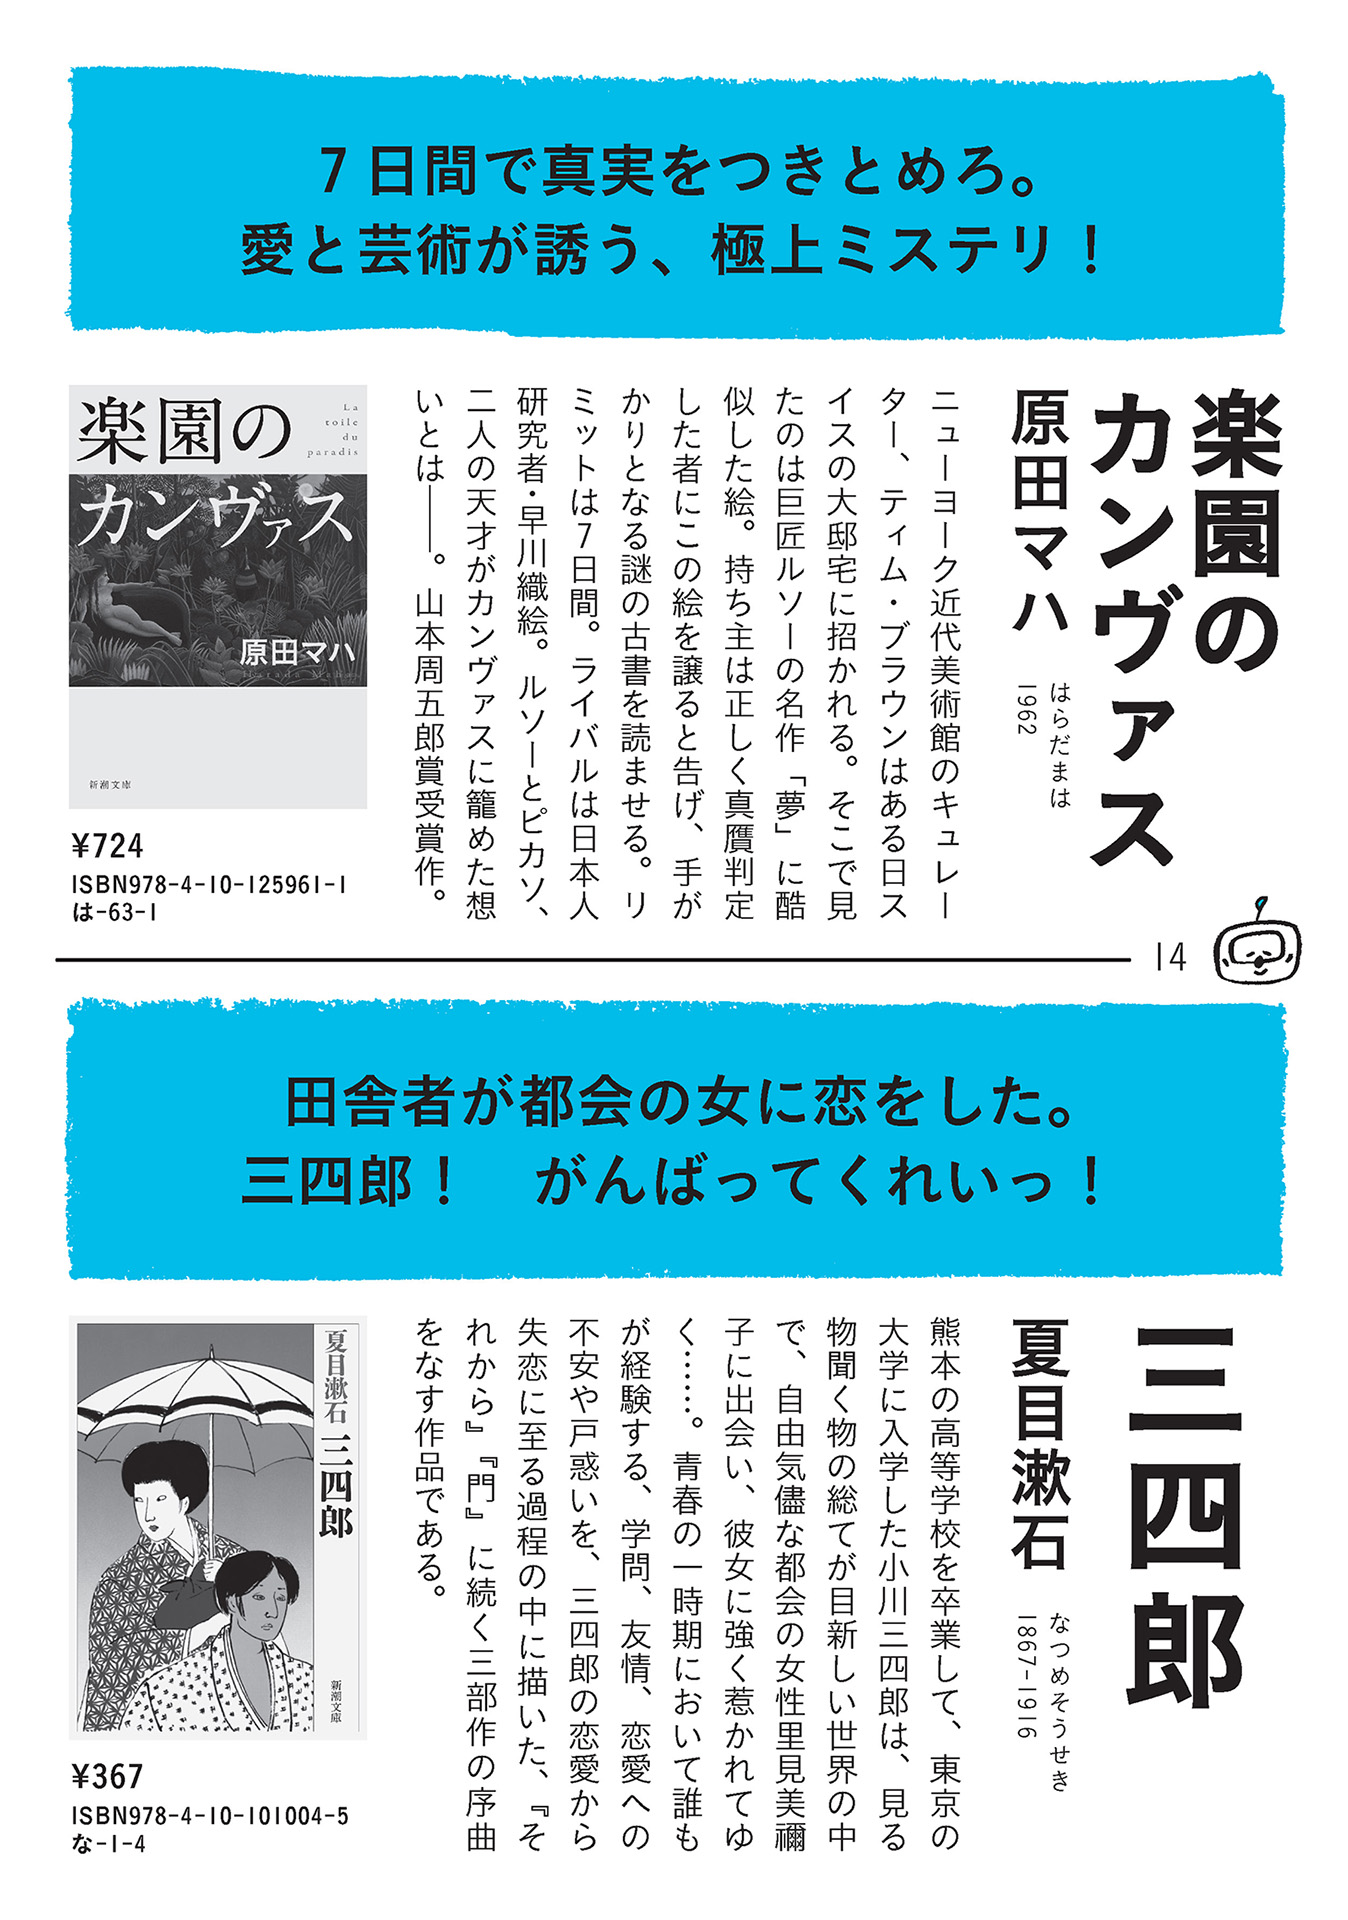 7日間で真実をつきとめろ。
愛と芸術が誘う、極上ミステリ！
楽園の
カンヴァス
原田マハ
はらだまは
1962
ニューヨーク近代美術館のキュレー
ター、ティム・ブラウンはある日ス
イスの大邸宅に招かれる。そこで見
たのは巨匠ルソーの名作「夢」に酷
似した絵。持ち主は正しく真贋判定
した者にこの絵を譲ると告げ、手が
かりとなる謎の古書を読ませる。リ
ミットは7日間。ライバルは日本人
研究者・早川織絵。ルソーとピカソ、
二人の天才がカンヴァスに籠めた想
いとは――。山本周五郎賞受賞作。
楽園の
La
toile
du
paradis
カンヴァス
原田マハ
Harada Maha
新潮文庫
¥724
ISBN978-4-10-125961-1
は-63-1
14
田舎者が都会の女に恋をした。
三四郎！　がんばってくれいっ！
三四郎
夏目漱石
なつめそうせき
1867-1916
熊本の高等学校を卒業して、東京の
大学に入学した小川三四郎は、見る
物聞く物の総てが目新しい世界の中
で、自由気儘な都会の女性里見美禰
子に出会い、彼女に強く惹かれてゆ
く……。青春の一時期において誰も
が経験する、学問、友情、恋愛への
不安や戸惑いを、三四郎の恋愛から
失恋に至る過程の中に描いた、『そ
れから』『門』に続く三部作の序曲
をなす作品である。
夏目漱石 三四郎
新潮文庫
¥367
ISBN978-4-10-101004-5
な-1-4